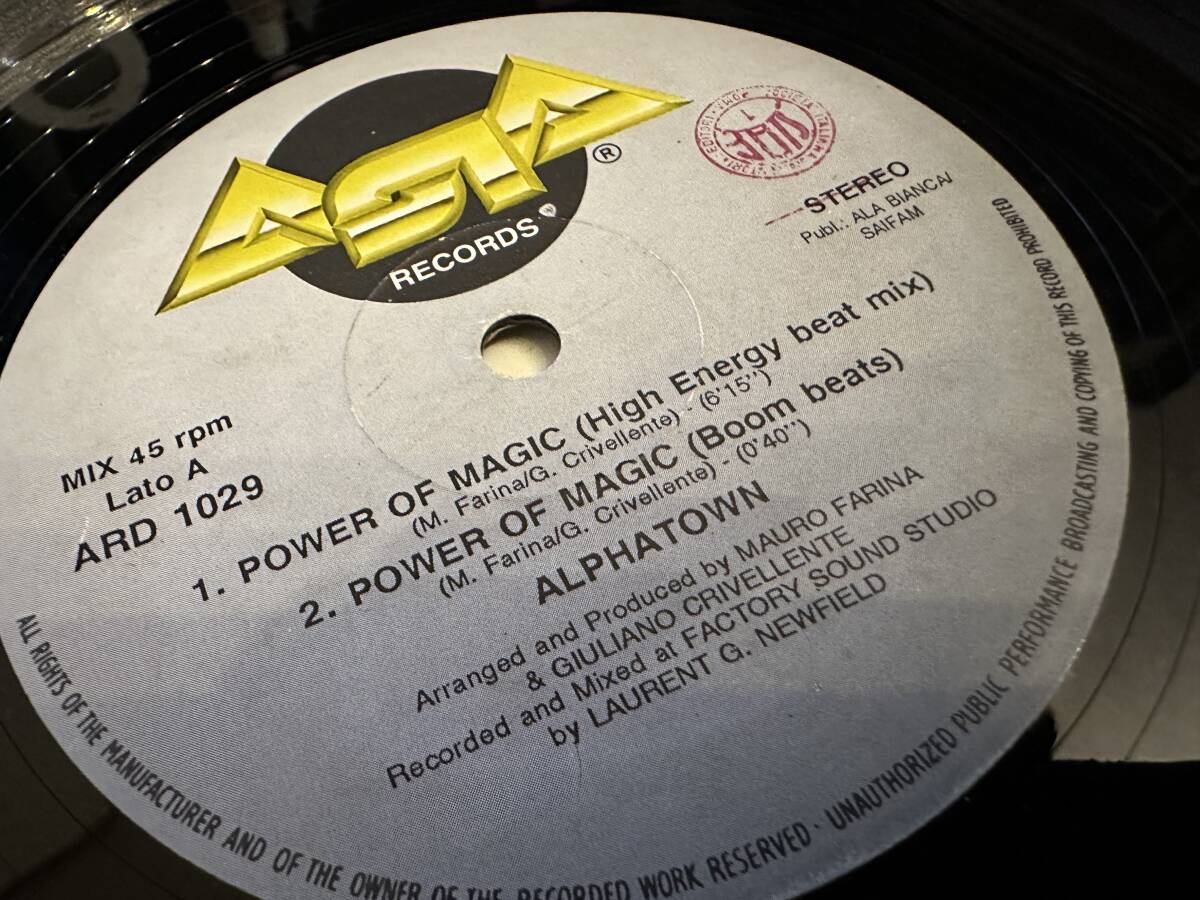 ASIA
®
RECORDS
STEREO
Publ.: ALA BIANCA/
SAIFAM
MIX 45 rpm
Lato A
ARD 1029
1. POWER OF MAGIC (High Energy beat mix)
(M. Farina/G. Crivellente) - (6'15'')
2. POWER OF MAGIC (Boom beats)
(M. Farina/G. Crivellente) - (0'40'')
ALPHATOWN
Arranged and Produced by MAURO FARINA
& GIULIANO CRIVELLENTE
Recorded and Mixed at FACTORY SOUND STUDIO
by LAURENT G. NEWFIELD
ALL RIGHTS OF THE MANUFACTURER AND OF THE OWNER OF THE RECORDED WORK RESERVED · UNAUTHORIZED PUBLIC PERFORMANCE BROADCASTING AND COPYING OF THIS RECORD PROHIBITED